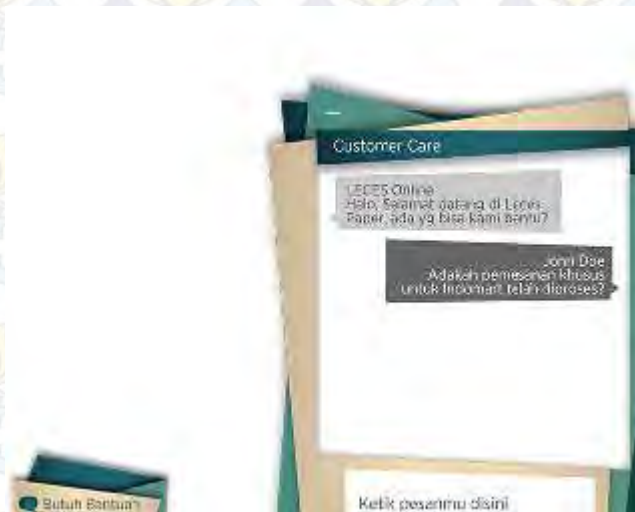 Customer Care
LECES Online
Halo, Selamat datang di Leces
Paper, ada yg bisa kami bantu?
John Doe
Adakah pemesanan khusus
untuk Indomart telah diproses?
Butuh Bantuan
Ketik pesanmu disini